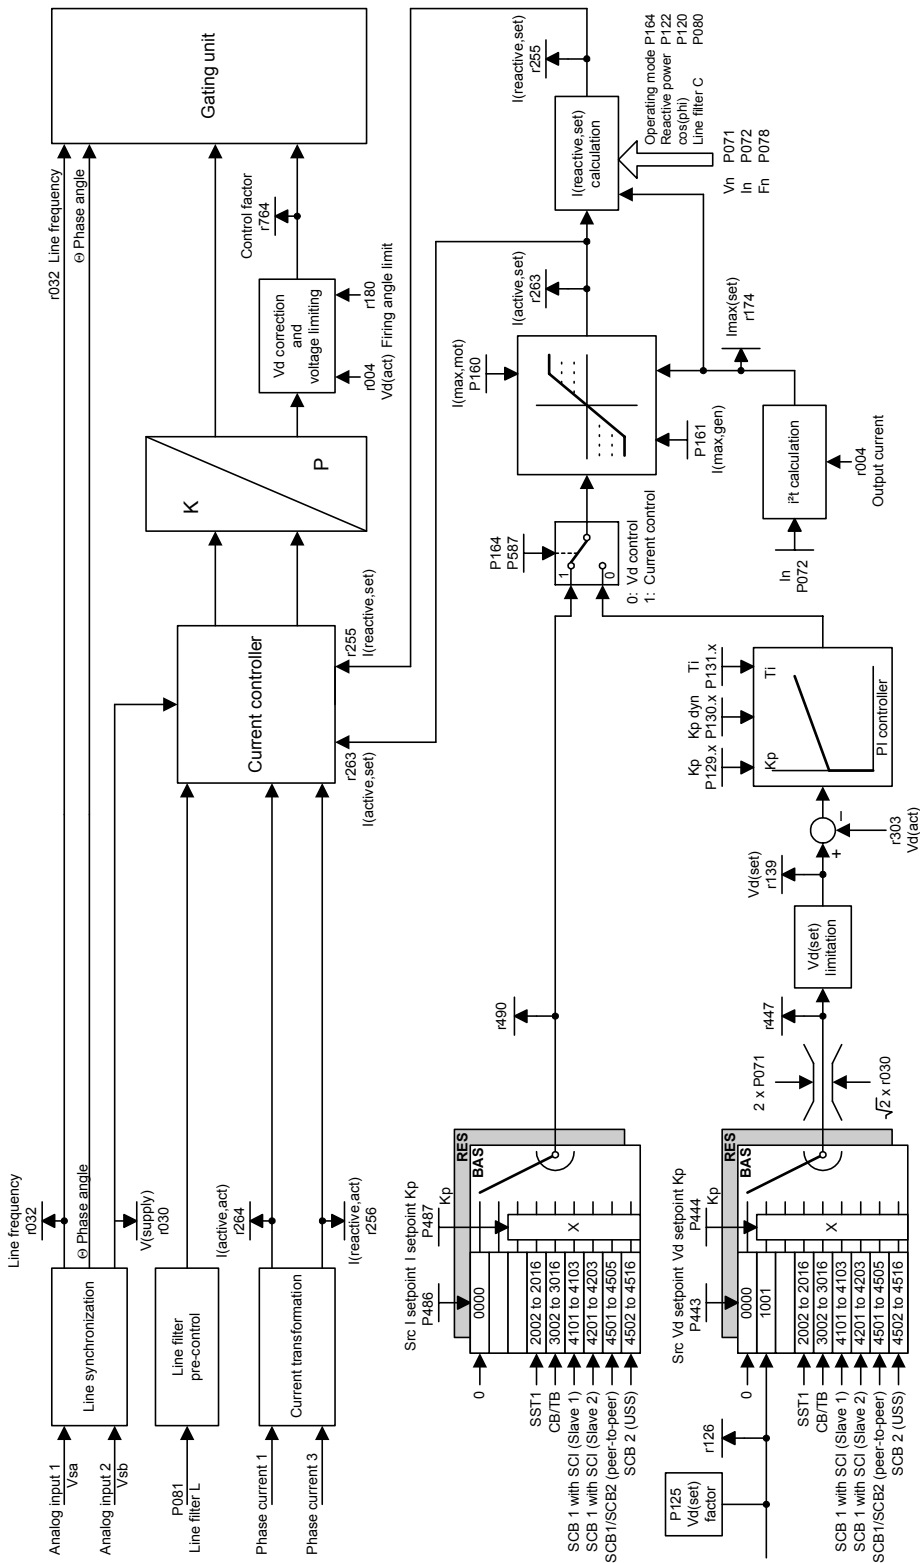 Analog input 1
Vsa
Analog input 2
Vsb
Line synchronization
Line frequency
r032
Θ Phase angle
V(supply)
r030
P081
Line filter L
Line filter
pre-control
Phase current 1
Phase current 3
Current transformation
I(active,act)
r264
I(reactive,act)
r256
Current controller
r263
I(active,set)
r255
I(reactive,set)
K
P
Vd correction
and
voltage limiting
r004
Vd(act)
r180
Firing angle limit
Control factor
r764
r032 Line frequency
Θ Phase angle
Gating unit
Src I setpoint
P486
I setpoint Kp
P487
Kp
RES
BAS
0
0000
SST1
2002 to 2016
CB/TB
3002 to 3016
SCB 1 with SCI (Slave 1)
4101 to 4103
SCB 1 with SCI (Slave 2)
4201 to 4203
SCB1/SCB2 (peer-to-peer)
4501 to 4505
SCB 2 (USS)
4502 to 4516
X
r490
P164
P587
1
0
0: Vd control
1: Current control
I(max,mot)
P160
P161
I(max,gen)
I(active,set)
r263
I(reactive,set)
calculation
I(reactive,set)
r255
Operating mode P164
Reactive power P122
cos(phi) P120
Line filter C P080
Vn P071
In P072
Fn P078
Imax(set)
r174
In
P072
i²t calculation
r004
Output current
P125
Vd(set)
factor
r126
Src Vd setpoint
P443
Vd setpoint Kp
P444
Kp
RES
BAS
0
0000
1001
SST1
2002 to 2016
CB/TB
3002 to 3016
SCB 1 with SCI (Slave 1)
4101 to 4103
SCB 1 with SCI (Slave 2)
4201 to 4203
SCB1/SCB2 (peer-to-peer)
4501 to 4505
SCB 2 (USS)
4502 to 4516
X
2 x P071
√2 x r030
r447
Vd(set)
limitation
Vd(set)
r139
+
−
r303
Vd(act)
Kp
P129.x
Kp dyn
P130.x
Ti
P131.x
Kp
Ti
PI controller